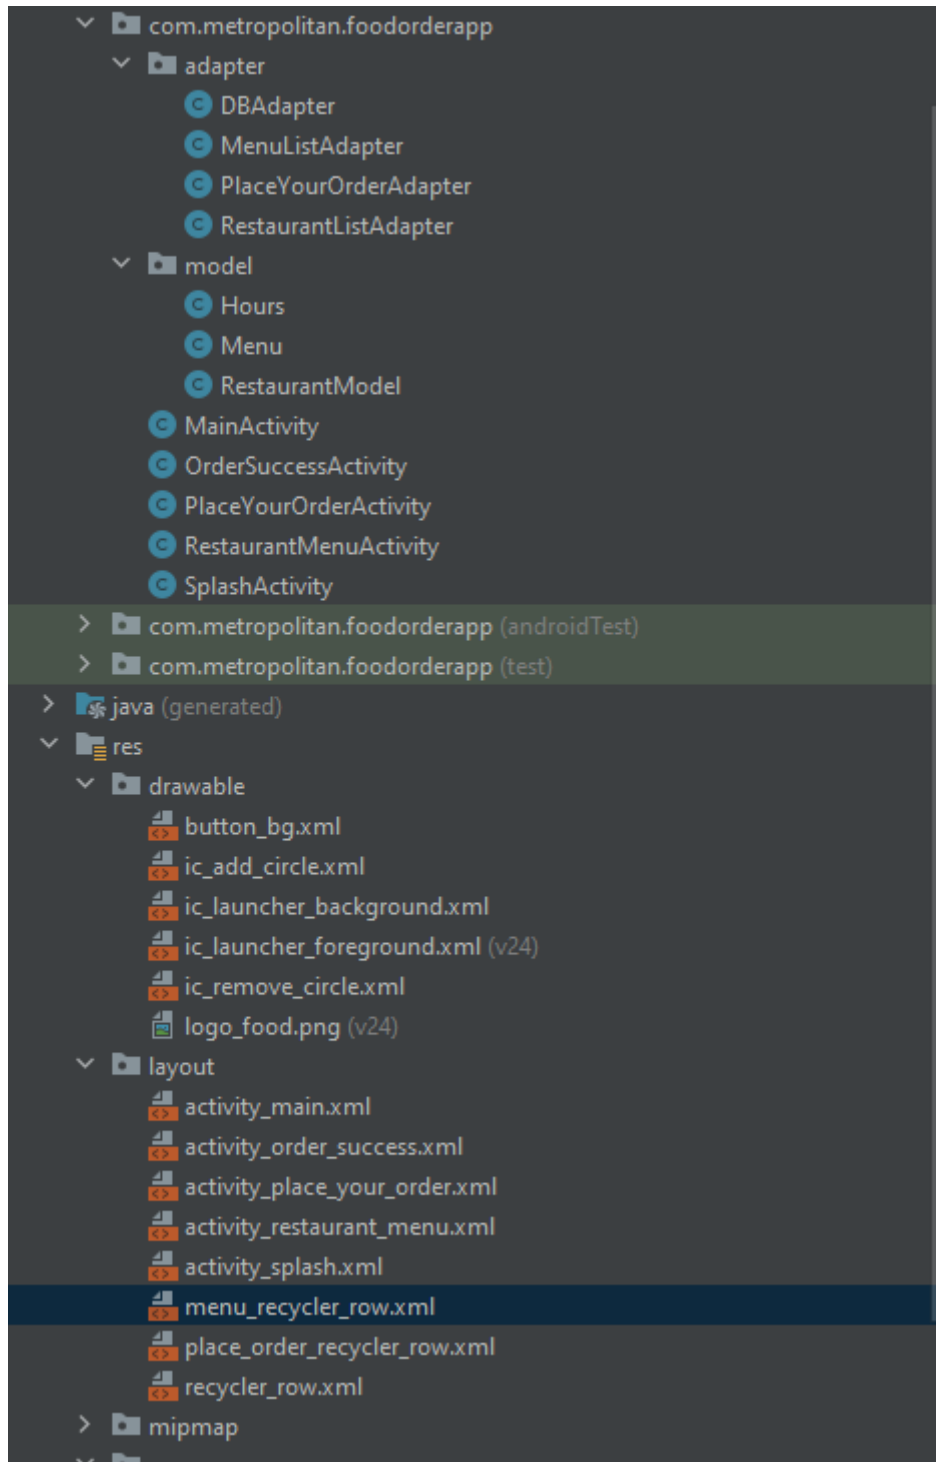 com.metropolitan.foodorderapp
adapter
DBAdapter
MenuListAdapter
PlaceYourOrderAdapter
RestaurantListAdapter
model
Hours
Menu
RestaurantModel
MainActivity
OrderSuccessActivity
PlaceYourOrderActivity
RestaurantMenuActivity
SplashActivity
com.metropolitan.foodorderapp (androidTest)
com.metropolitan.foodorderapp (test)
java (generated)
res
drawable
button_bg.xml
ic_add_circle.xml
ic_launcher_background.xml
ic_launcher_foreground.xml (v24)
ic_remove_circle.xml
logo_food.png (v24)
layout
activity_main.xml
activity_order_success.xml
activity_place_your_order.xml
activity_restaurant_menu.xml
activity_splash.xml
menu_recycler_row.xml
place_order_recycler_row.xml
recycler_row.xml
mipmap